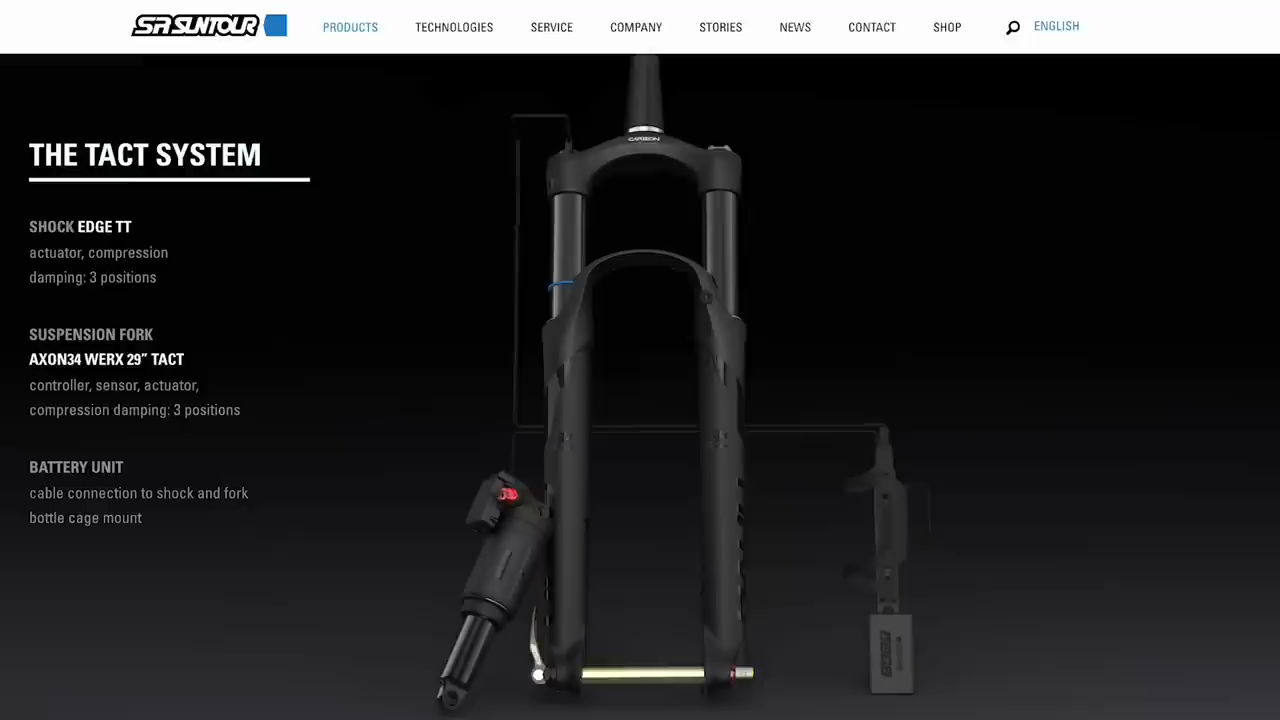 SR SUNTOUR
PRODUCTS
TECHNOLOGIES
SERVICE
COMPANY
STORIES
NEWS
CONTACT
SHOP
ENGLISH
THE TACT SYSTEM
SHOCK EDGE TT
actuator, compression
damping: 3 positions
SUSPENSION FORK
AXON34 WERX 29” TACT
controller, sensor, actuator,
compression damping: 3 positions
BATTERY UNIT
cable connection to shock and fork
bottle cage mount